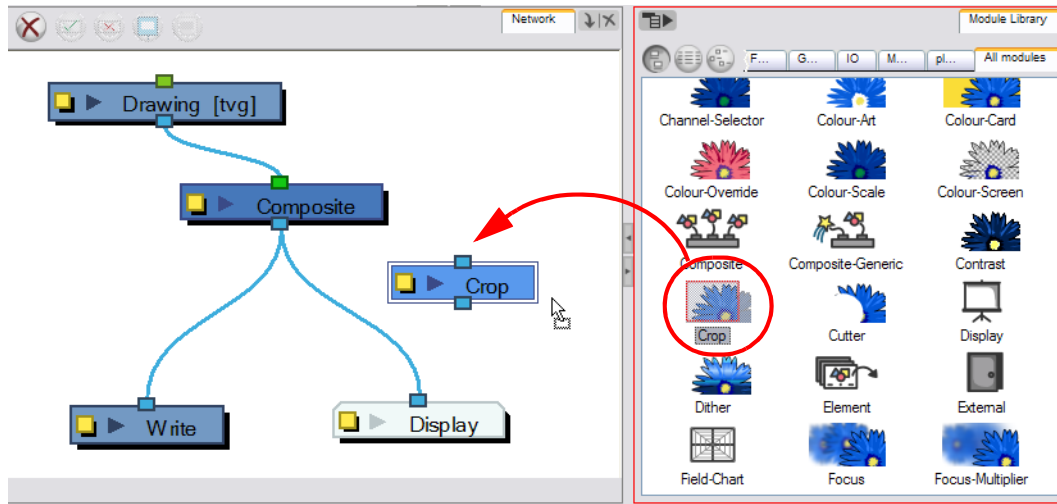 Network
Module Library
F...
G...
IO
M...
pl...
All modules
Drawing [tvg]
Composite
Crop
Write
Display
Channel-Selector
Colour-Art
Colour-Card
Colour-Override
Colour-Scale
Colour-Screen
Composite
Composite-Generic
Contrast
Crop
Cutter
Display
Dither
Element
External
Field-Chart
Focus
Focus-Multiplier